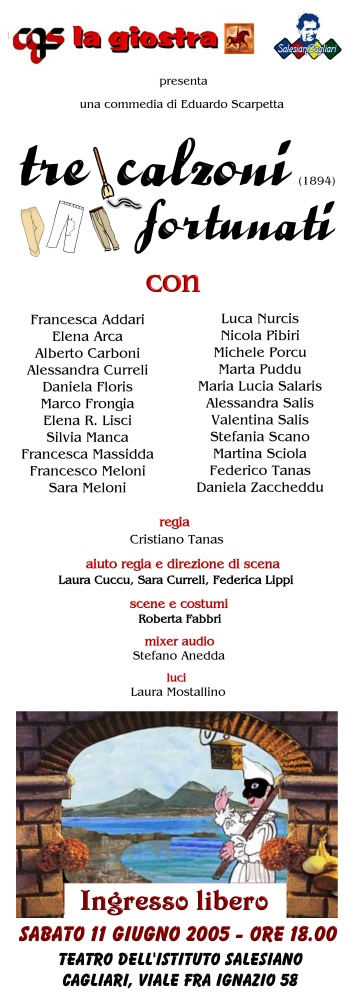 cgs la giostra
Salesiani Cagliari
presenta
una commedia di Eduardo Scarpetta
tre calzoni (1894)
fortunati
con
Francesca Addari
Elena Arca
Alberto Carboni
Alessandra Curreli
Daniela Floris
Marco Frongia
Elena R. Lisci
Silvia Manca
Francesca Massidda
Francesco Meloni
Sara Meloni
Luca Nurcis
Nicola Pibiri
Michele Porcu
Marta Puddu
Maria Lucia Salaris
Alessandra Salis
Valentina Salis
Stefania Scano
Martina Sciola
Federico Tanas
Daniela Zaccheddu
regia
Cristiano Tanas
aiuto regia e direzione di scena
Laura Cuccu, Sara Curreli, Federica Lippi
scene e costumi
Roberta Fabbri
mixer audio
Stefano Anedda
luci
Laura Mostallino
Ingresso libero
SABATO 11 GIUGNO 2005 - ORE 18.00
TEATRO DELL'ISTITUTO SALESIANO
CAGLIARI, VIALE FRA IGNAZIO 58